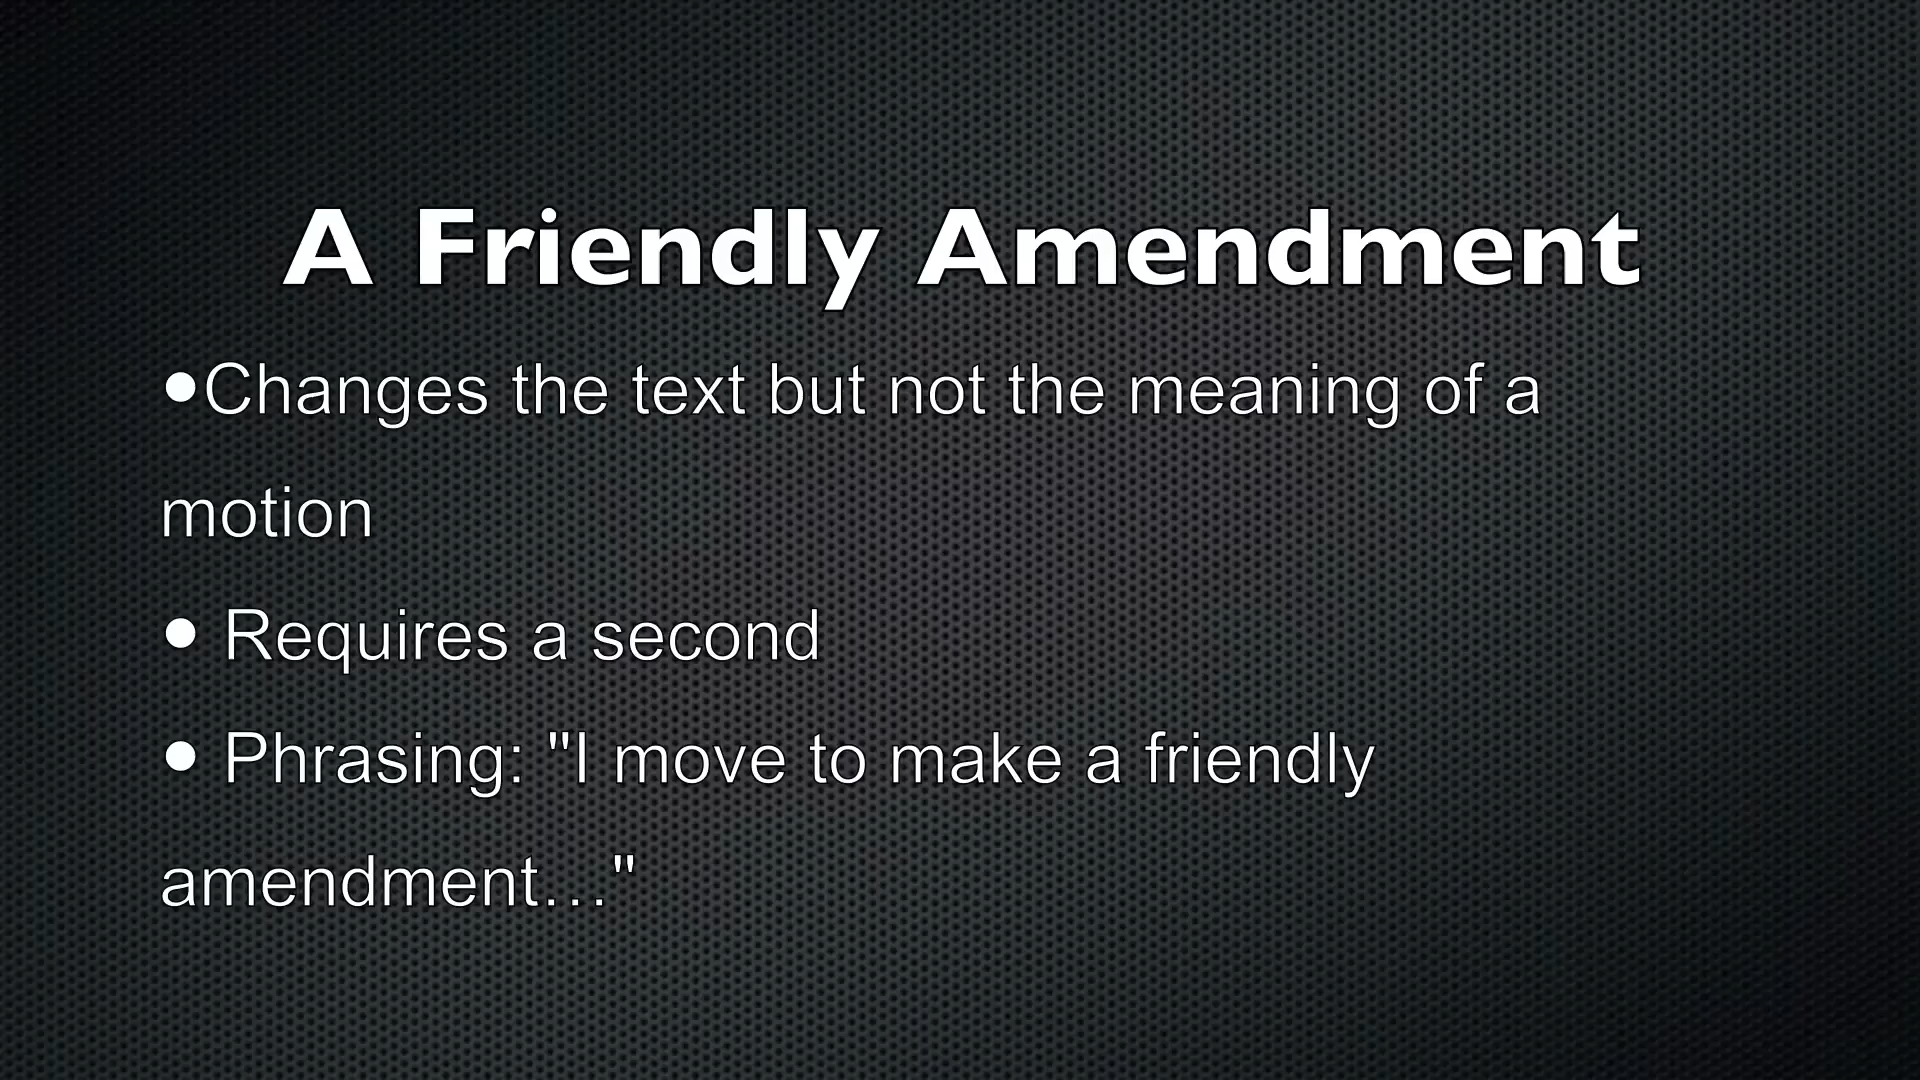 A Friendly Amendment
•Changes the text but not the meaning of a
motion
• Requires a second
• Phrasing: "I move to make a friendly
amendment…"